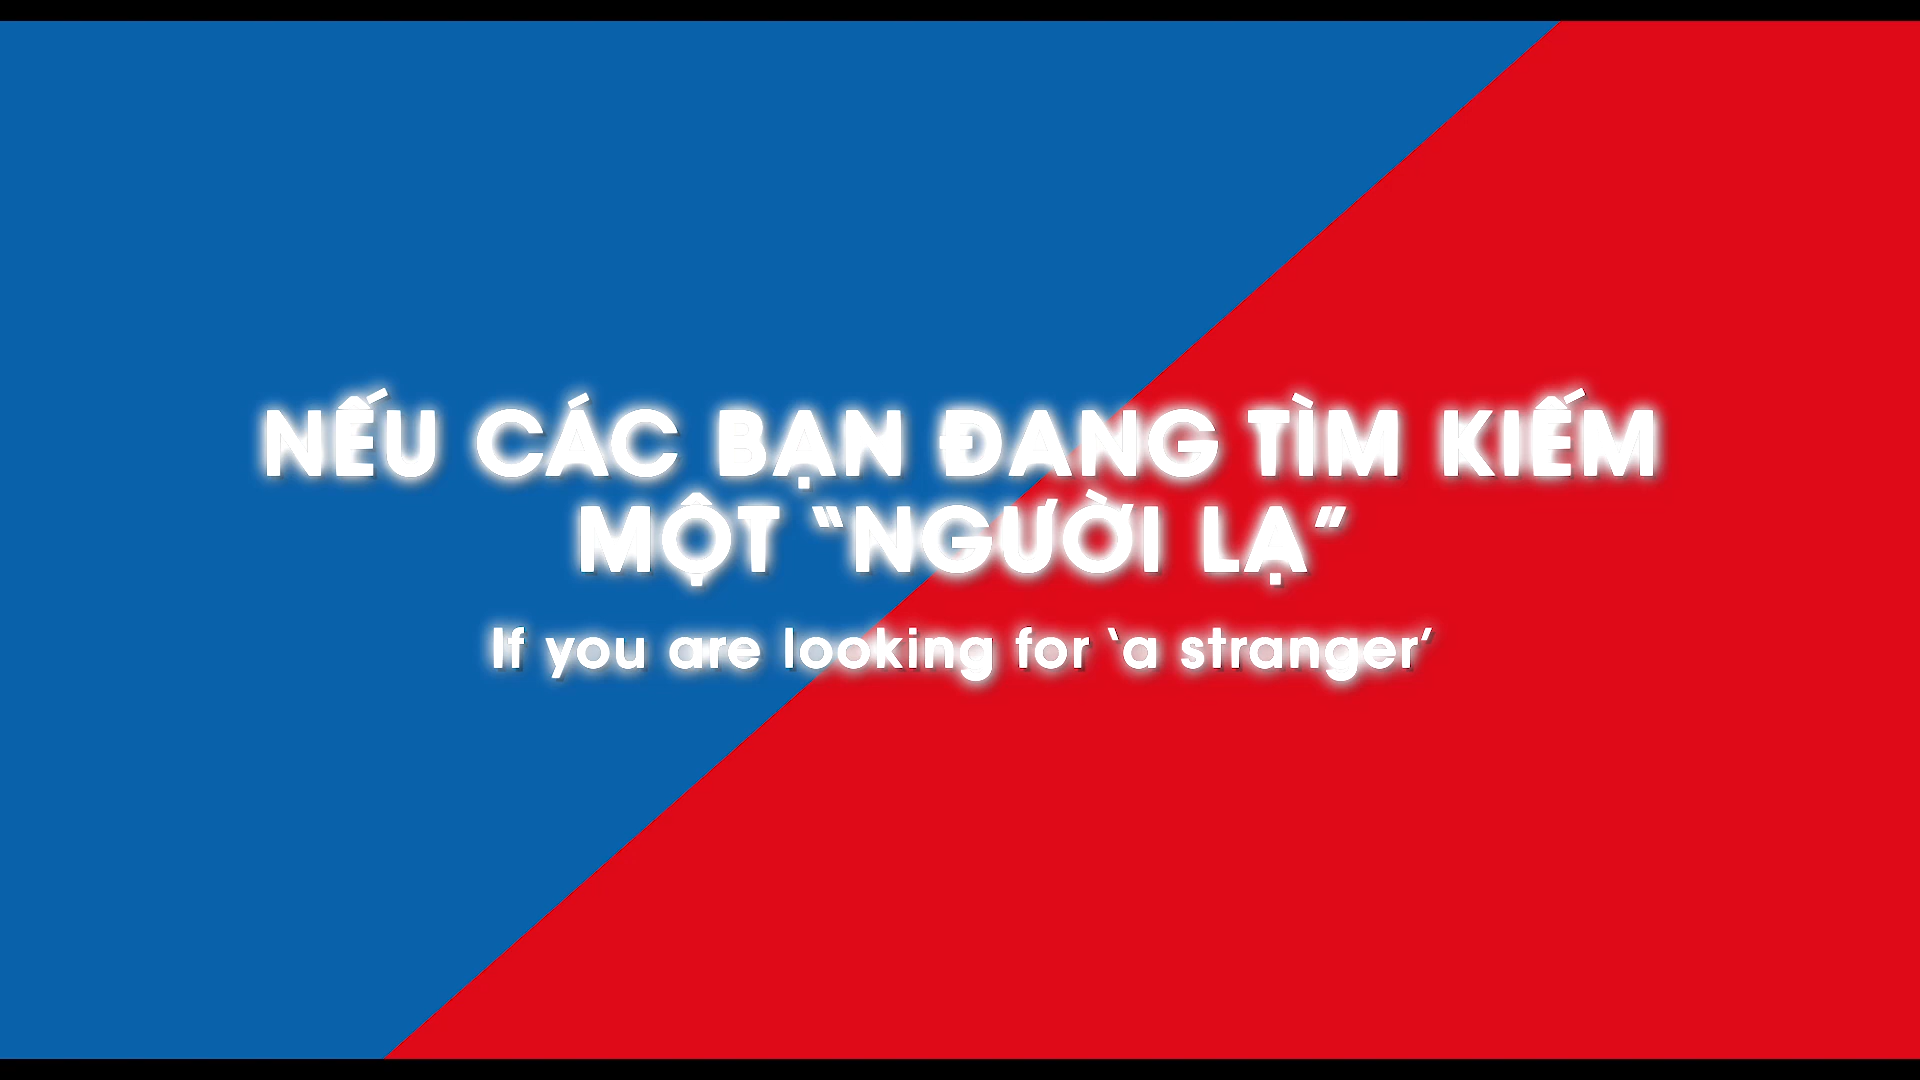 NẾU CÁC BẠN ĐANG TÌM KIẾM
MỘT “NGƯỜI LẠ”
If you are looking for ‘a stranger’